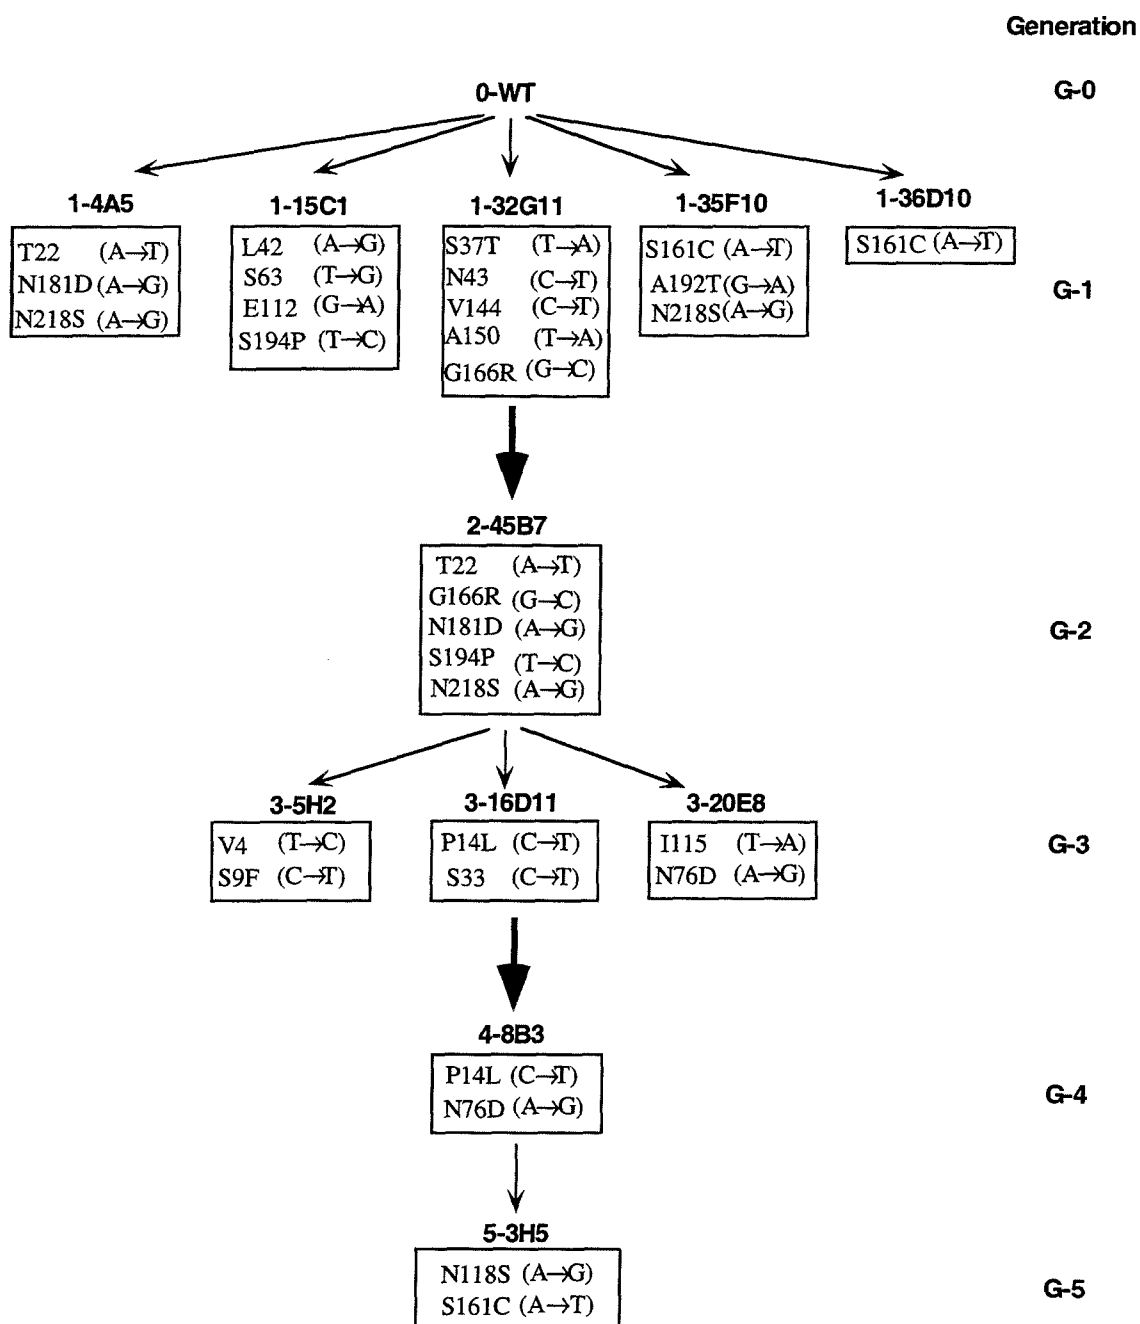 Generation
0-WT G-0
1-4A5 1-15C1 1-32G11 1-35F10 1-36D10
T22 (A→T)
N181D (A→G)
N218S (A→G)
L42 (A→G)
S63 (T→G)
E112 (G→A)
S194P (T→C)
S37T (T→A)
N43 (C→T)
V144 (C→T)
A150 (T→A)
G166R (G→C)
S161C (A→T)
A192T (G→A)
N218S (A→G)
S161C (A→T)
G-1
2-45B7
T22 (A→T)
G166R (G→C)
N181D (A→G)
S194P (T→C)
N218S (A→G)
G-2
3-5H2 3-16D11 3-20E8
V4 (T→C)
S9F (C→T)
P14L (C→T)
S33 (C→T)
I115 (T→A)
N76D (A→G)
G-3
4-8B3
P14L (C→T)
N76D (A→G)
G-4
5-3H5
N118S (A→G)
S161C (A→T)
G-5